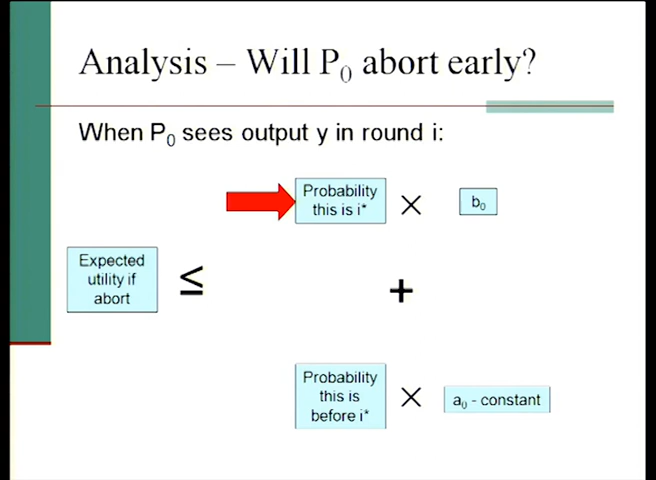 Analysis – Will P₀ abort early?
When P₀ sees output y in round i:
Probability
this is i*
×
b₀
Expected
utility if
abort
≤
+
Probability
this is
before i*
×
a₀ - constant